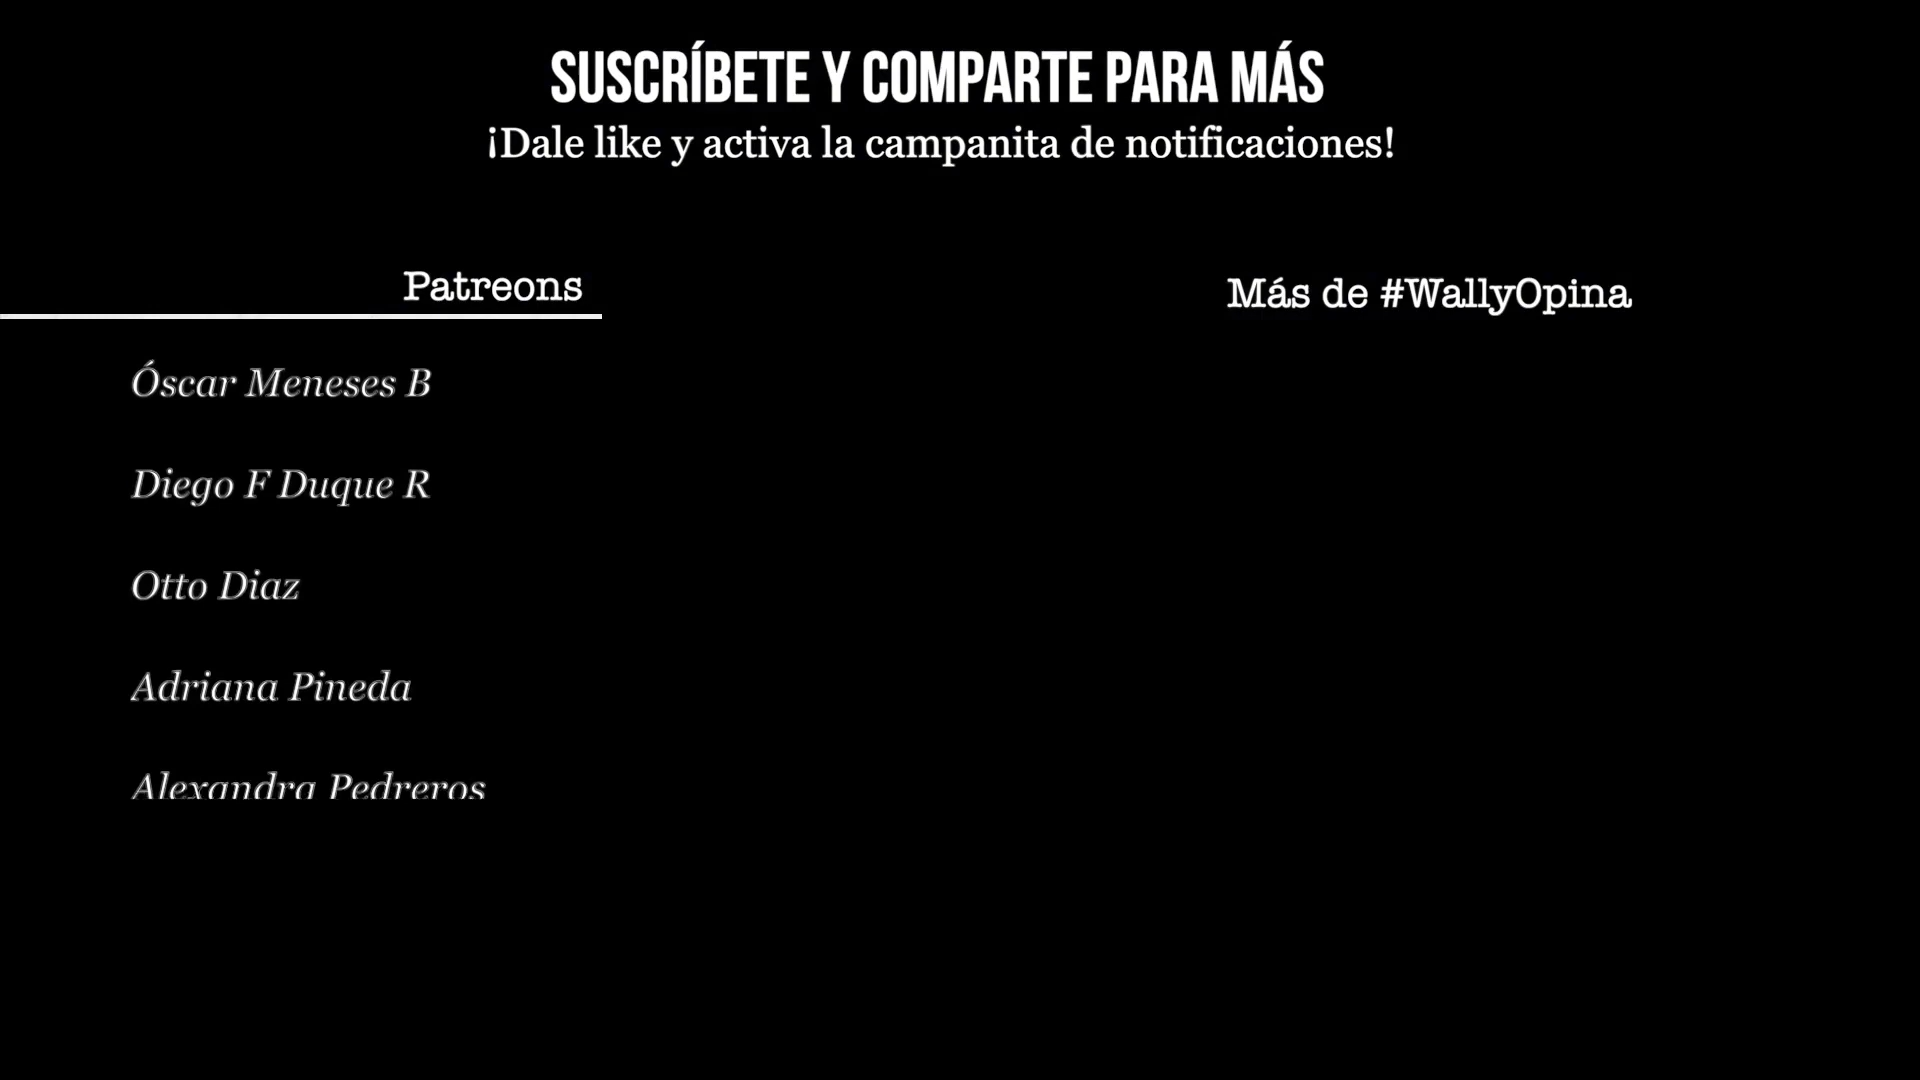 SUSCRÍBETE Y COMPARTE PARA MÁS
¡Dale like y activa la campanita de notificaciones!
Patreons
Óscar Meneses B
Diego F Duque R
Otto Diaz
Adriana Pineda
Alexandra Pedreros
Más de #WallyOpina